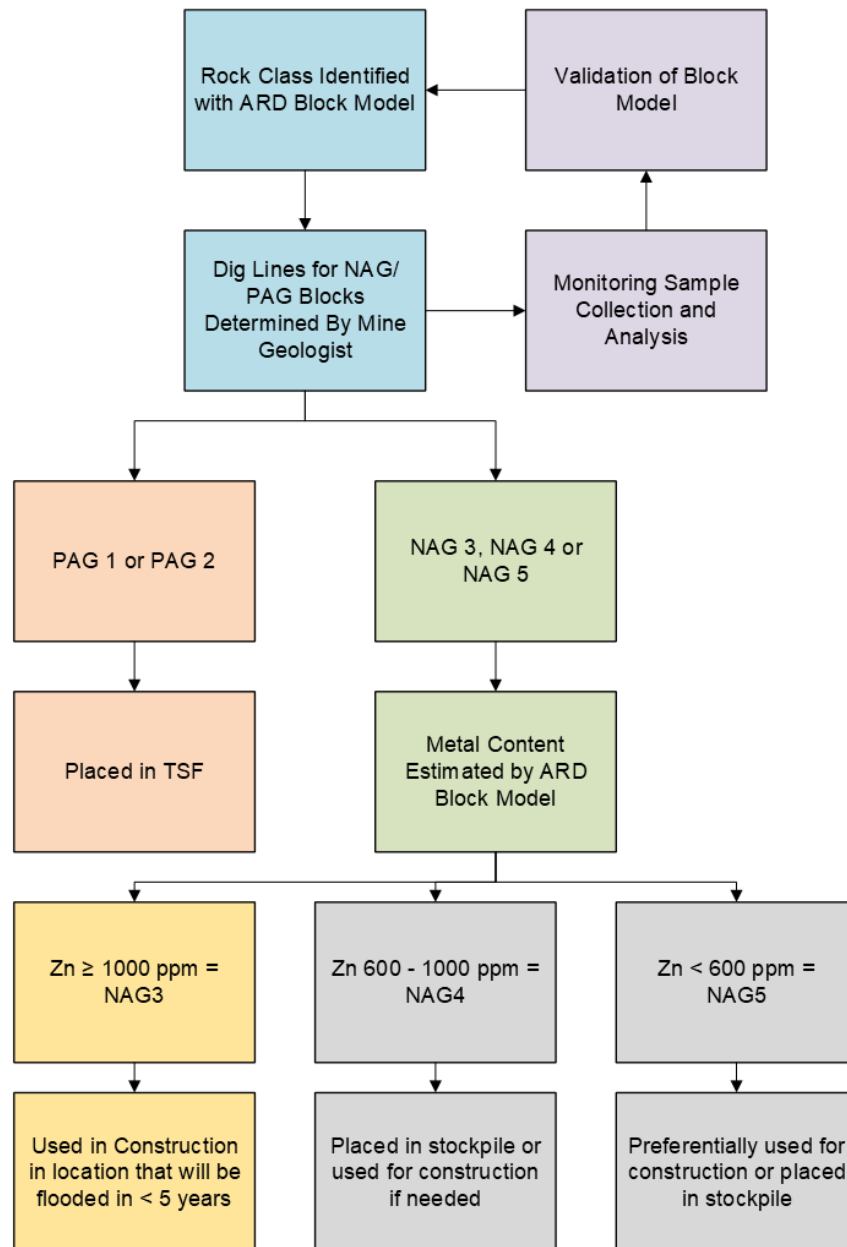 Rock Class Identified
with ARD Block Model
Validation of Block
Model
Dig Lines for NAG/
PAG Blocks
Determined By Mine
Geologist
Monitoring Sample
Collection and
Analysis
PAG 1 or PAG 2
NAG 3, NAG 4 or
NAG 5
Placed in TSF
Metal Content
Estimated by ARD
Block Model
Zn ≥ 1000 ppm =
NAG3
Zn 600 - 1000 ppm =
NAG4
Zn < 600 ppm =
NAG5
Used in Construction
in location that will be
flooded in < 5 years
Placed in stockpile or
used for construction
if needed
Preferentially used for
construction or placed
in stockpile